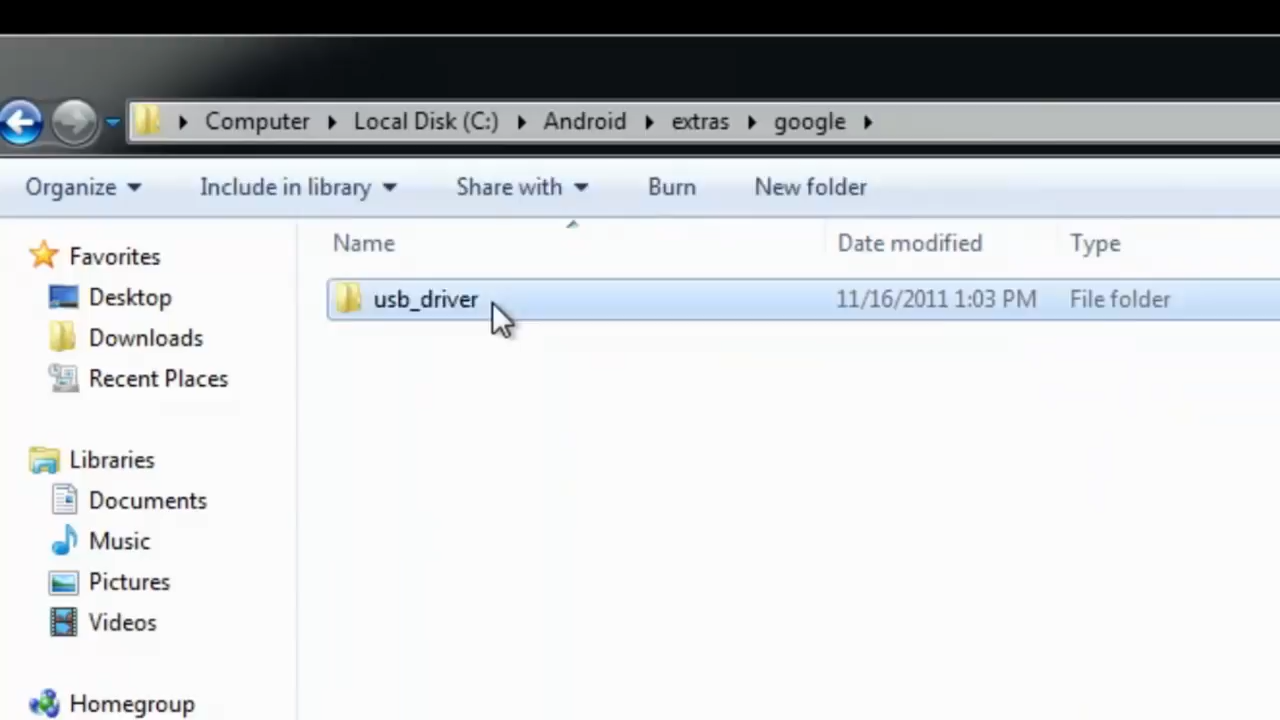 Computer Local Disk (C:) Android extras google
Organize Include in library Share with Burn New folder
Name Date modified Type
usb_driver 11/16/2011 1:03 PM File folder
Favorites
Desktop
Downloads
Recent Places
Libraries
Documents
Music
Pictures
Videos
Homegroup